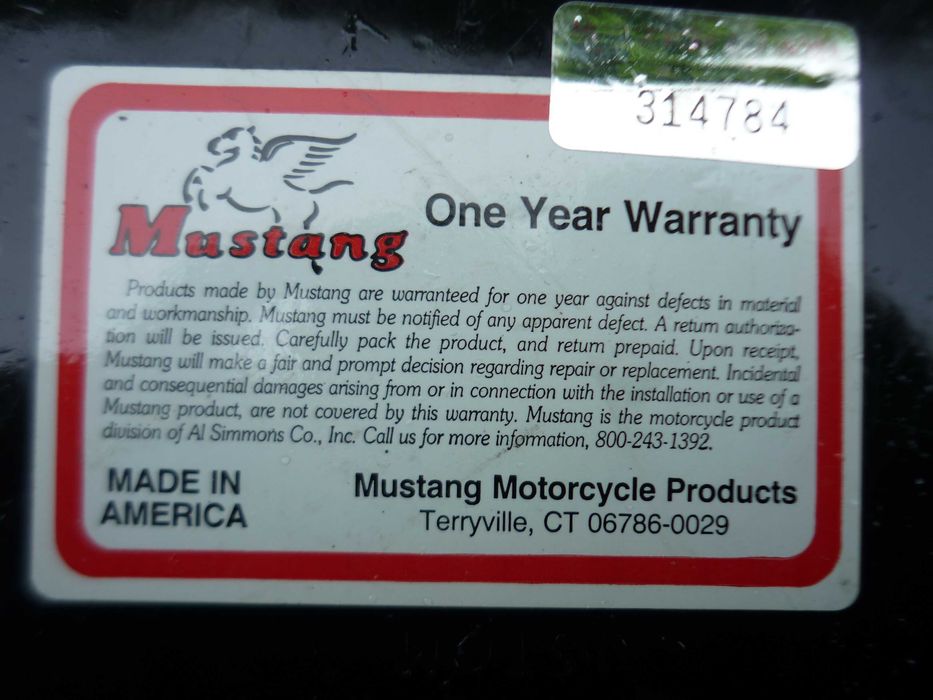 314784
Mustang
One Year Warranty
Products made by Mustang are warranteed for one year against defects in material
and workmanship. Mustang must be notified of any apparent defect. A return authoriza-
tion will be issued. Carefully pack the product, and return prepaid. Upon receipt,
Mustang will make a fair and prompt decision regarding repair or replacement. Incidental
and consequential damages arising from or in connection with the installation or use of a
Mustang product, are not covered by this warranty. Mustang is the motorcycle product
division of Al Simmons Co., Inc. Call us for more information, 800-243-1392.
MADE IN
AMERICA
Mustang Motorcycle Products
Terryville, CT 06786-0029